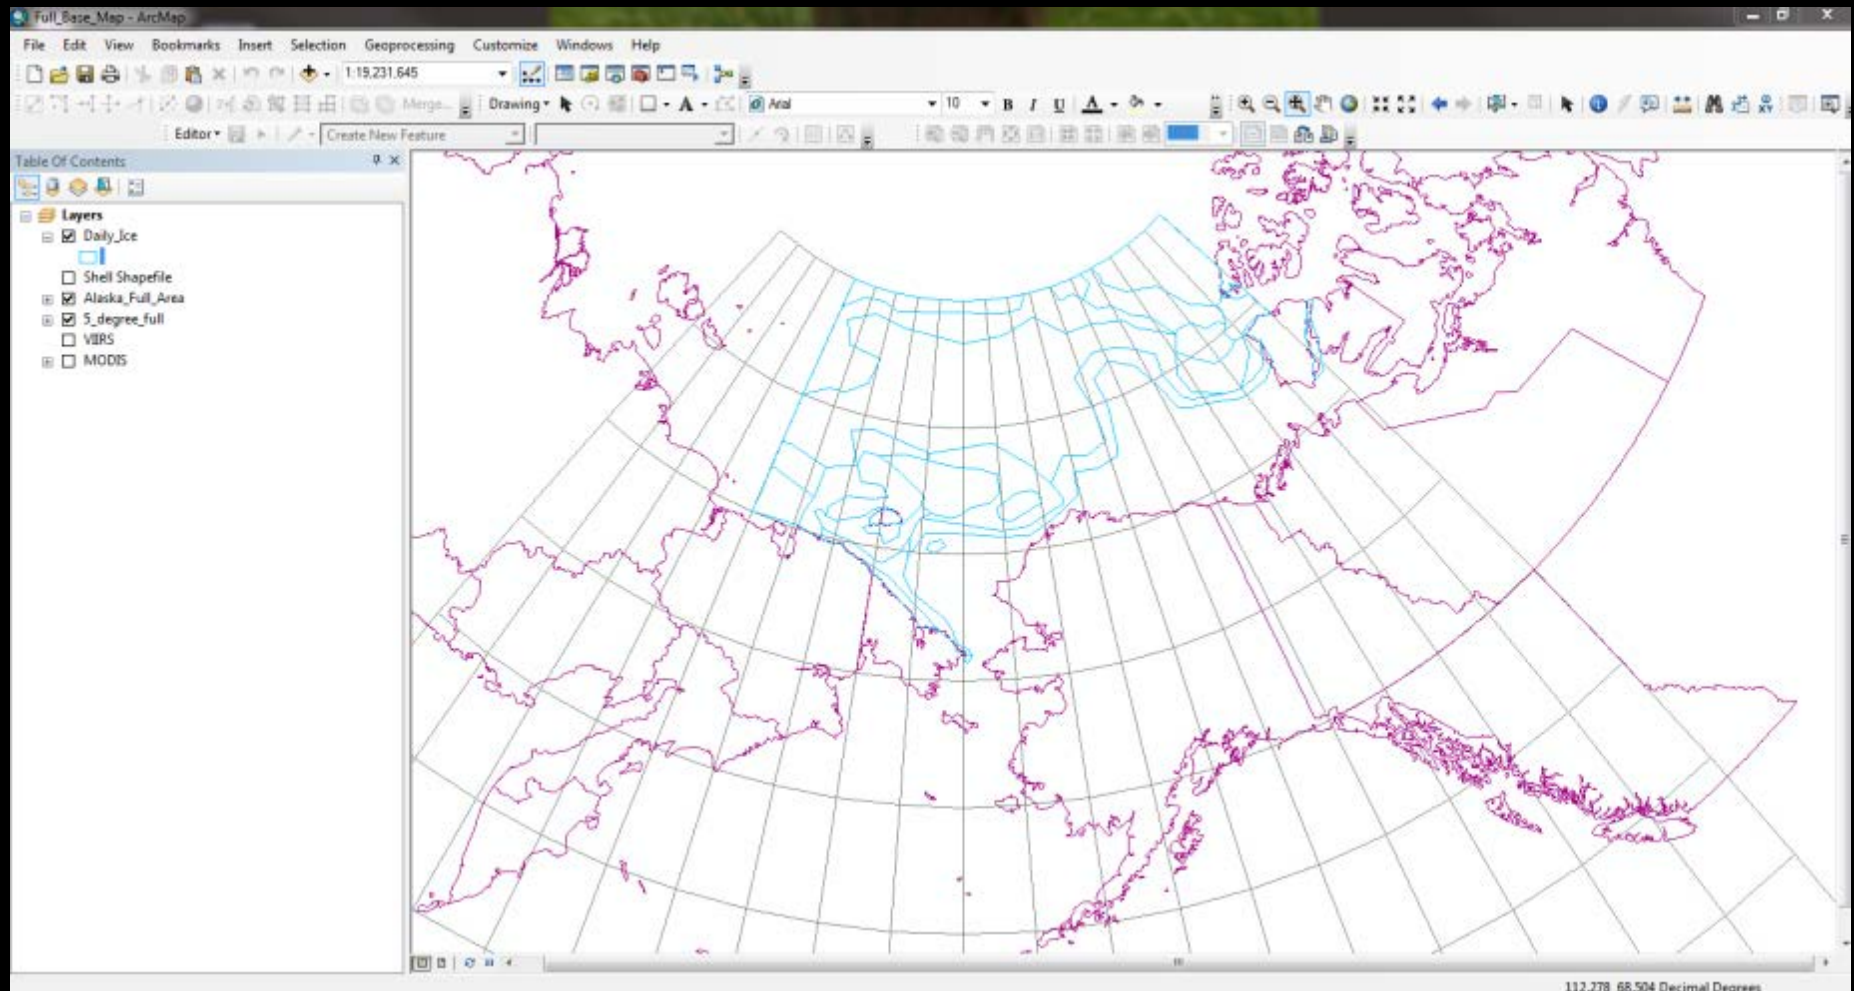 Full_Base_Map - ArcMap
File Edit View Bookmarks Insert Selection Geoprocessing Customize Windows Help
1:19,231,645
Merge... Drawing Arial 10 B I U A
Editor Create New Feature
Table Of Contents
Layers
Daily_Ice
Shell Shapefile
Alaska_Full_Area
5_degree_full
VIIRS
MODIS
112.278 68.504 Decimal Degrees